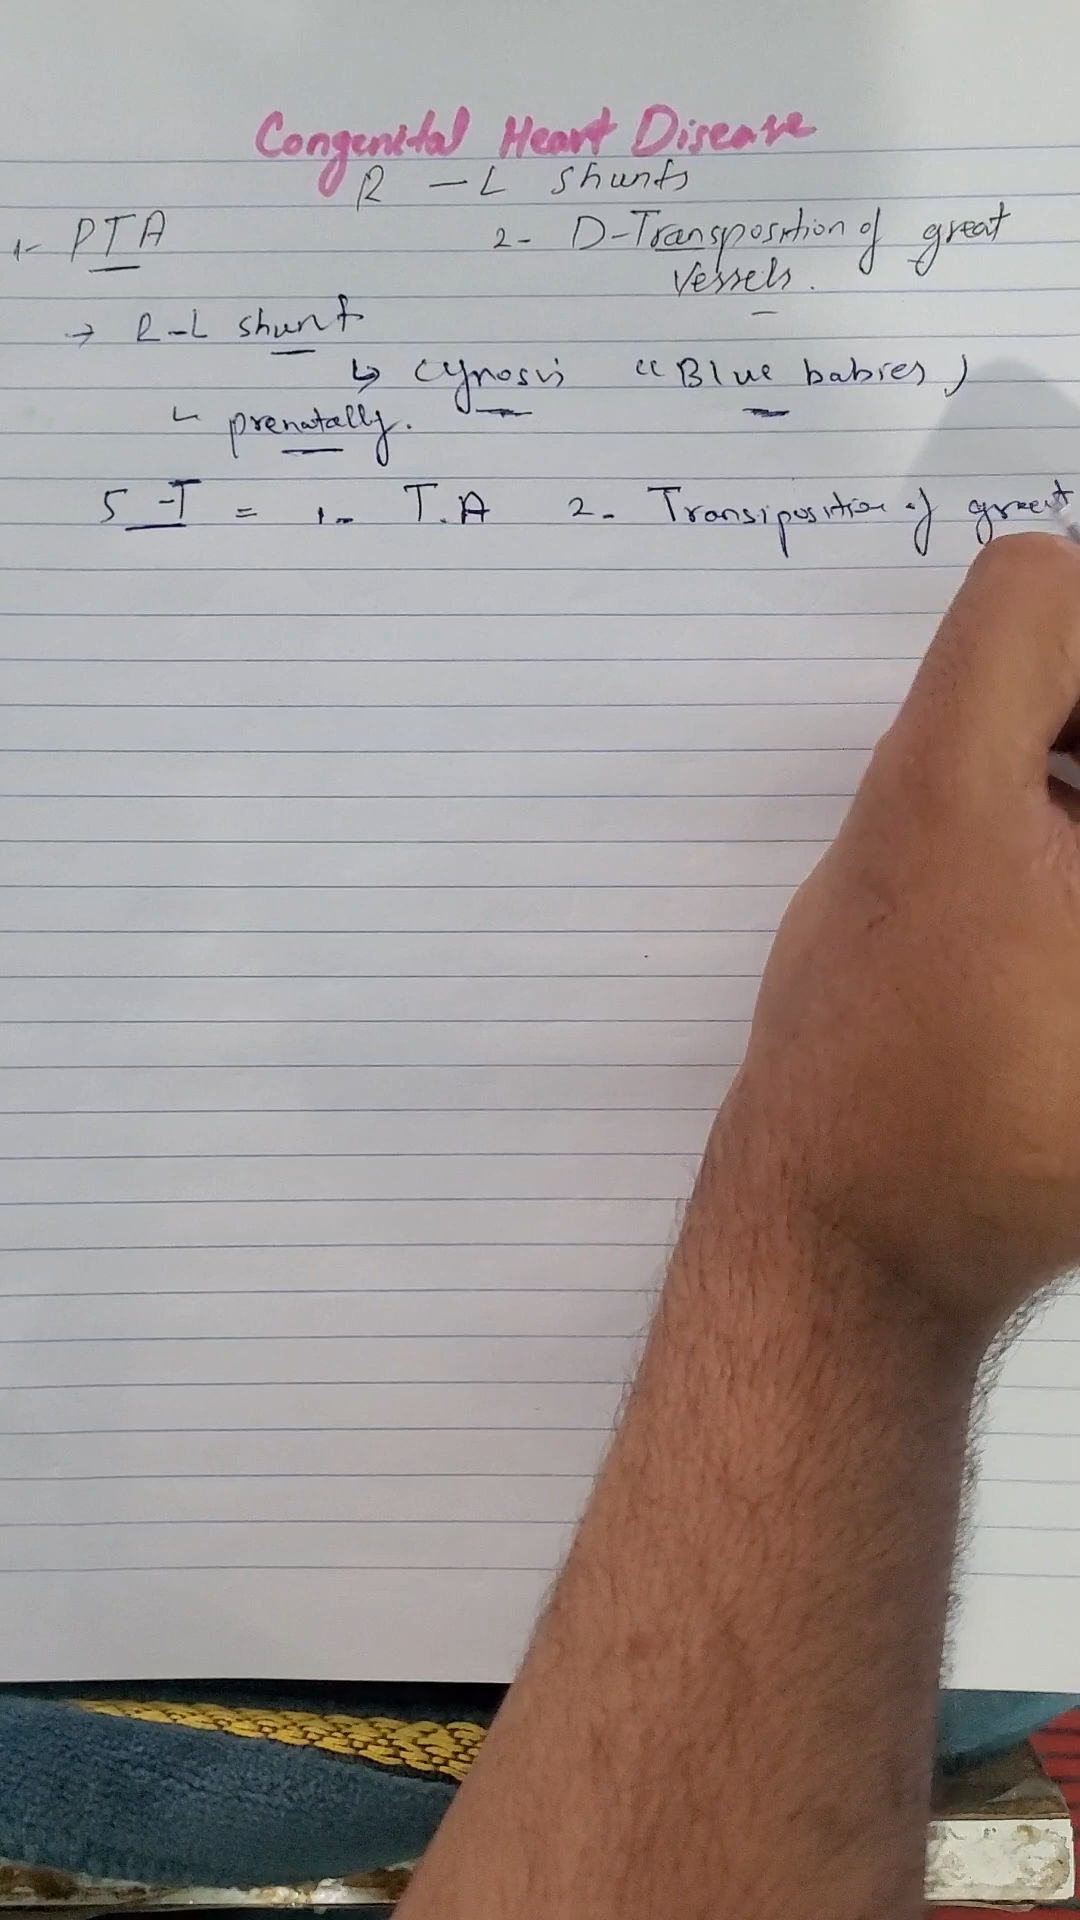 Congenital Heart Disease
R - L shunts
1- PTA 2- D-Transposition of great
Vessels.
→ R-L shunt
↳ cynosis "Blue babies)
↳ prenatally.
5-T = 1- T.A 2- Transiposition of great